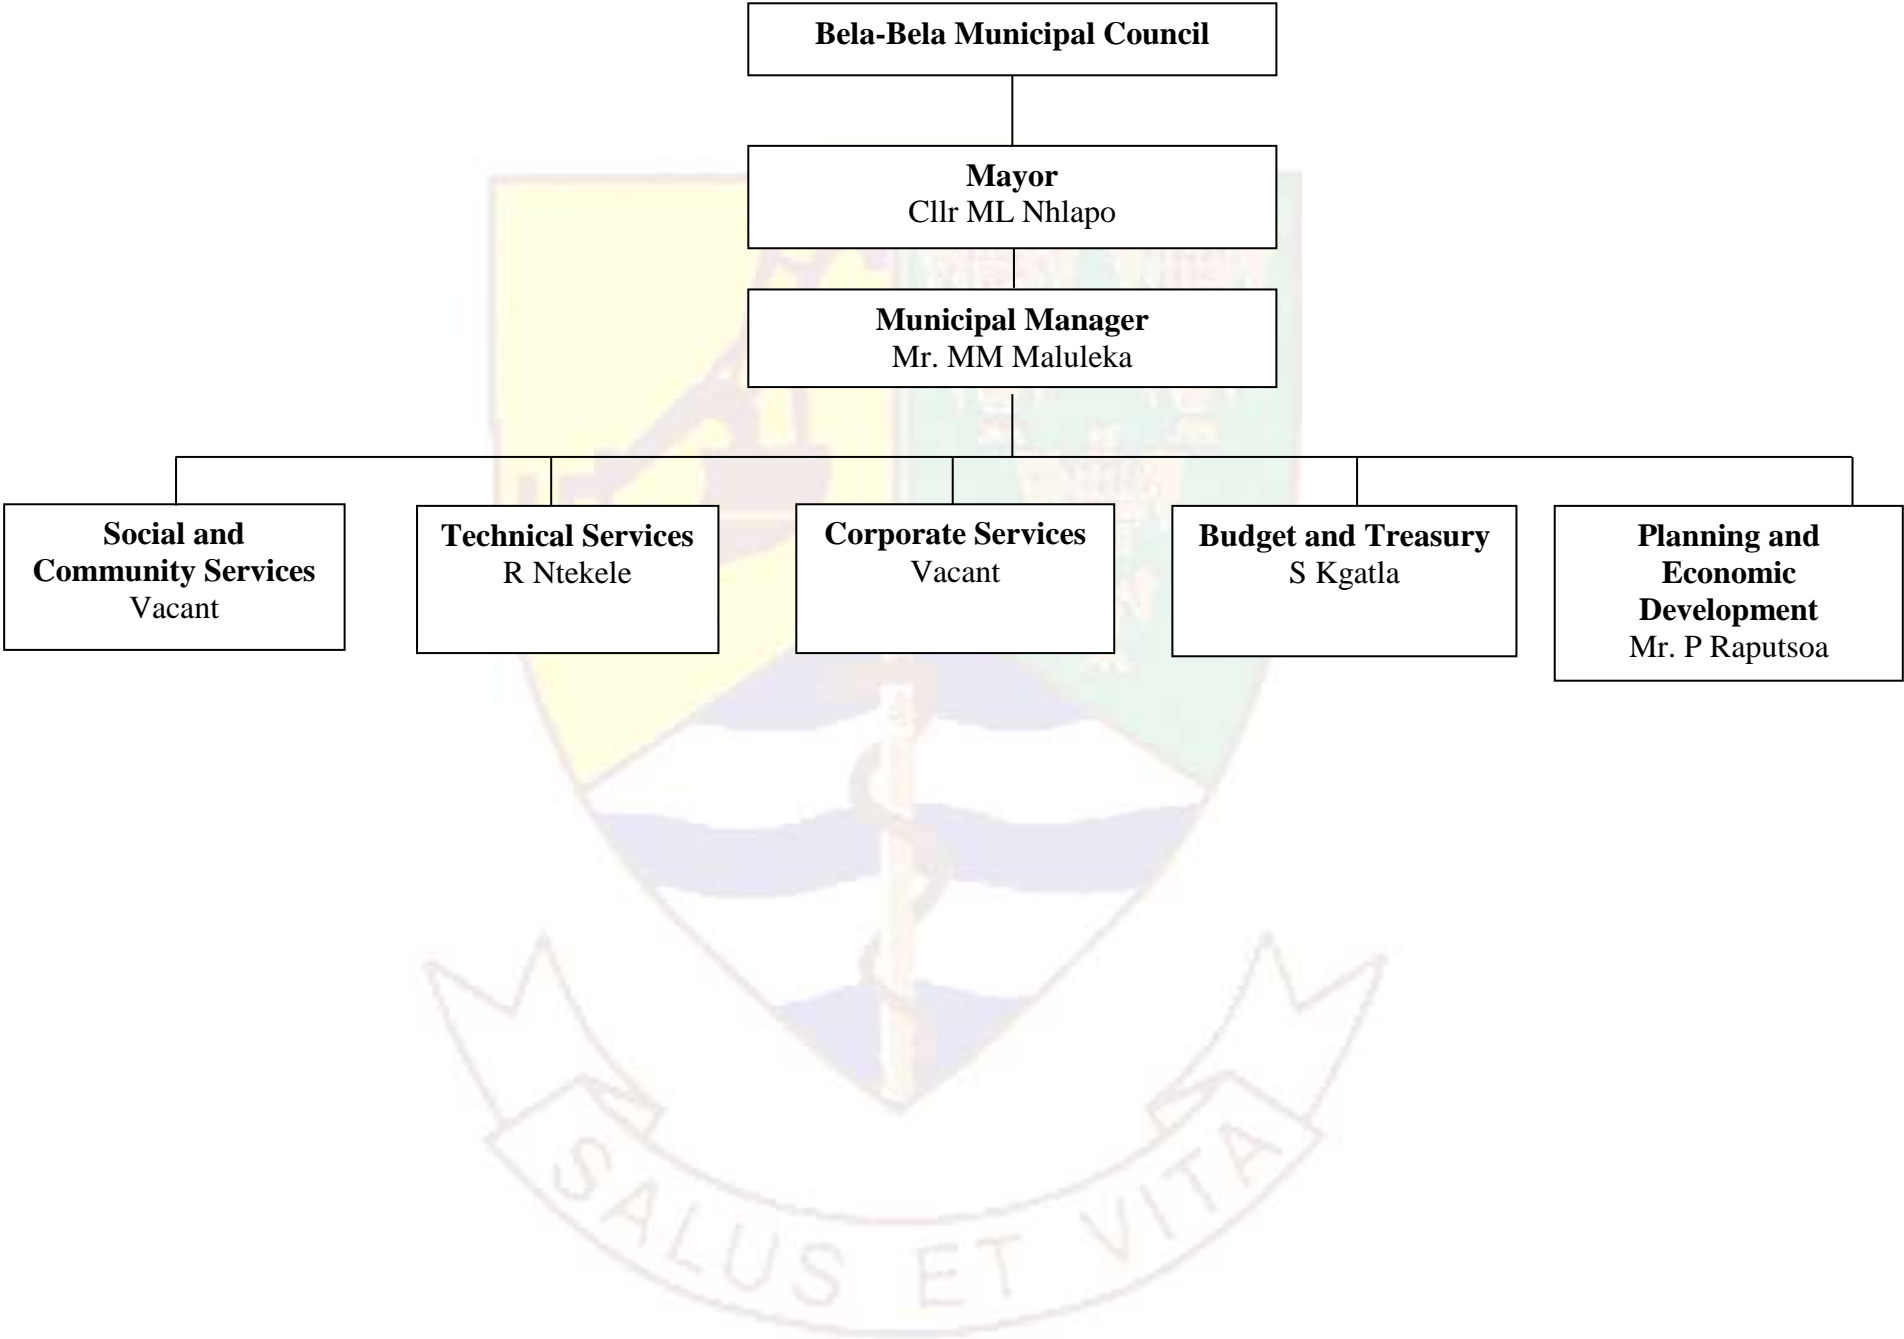 Bela-Bela Municipal Council
Mayor
Cllr ML Nhlapo
Municipal Manager
Mr. MM Maluleka
Social and
Community Services
Vacant
Technical Services
R Ntekele
Corporate Services
Vacant
Budget and Treasury
S Kgatla
Planning and
Economic
Development
Mr. P Raputsoa
SALUS ET VITA